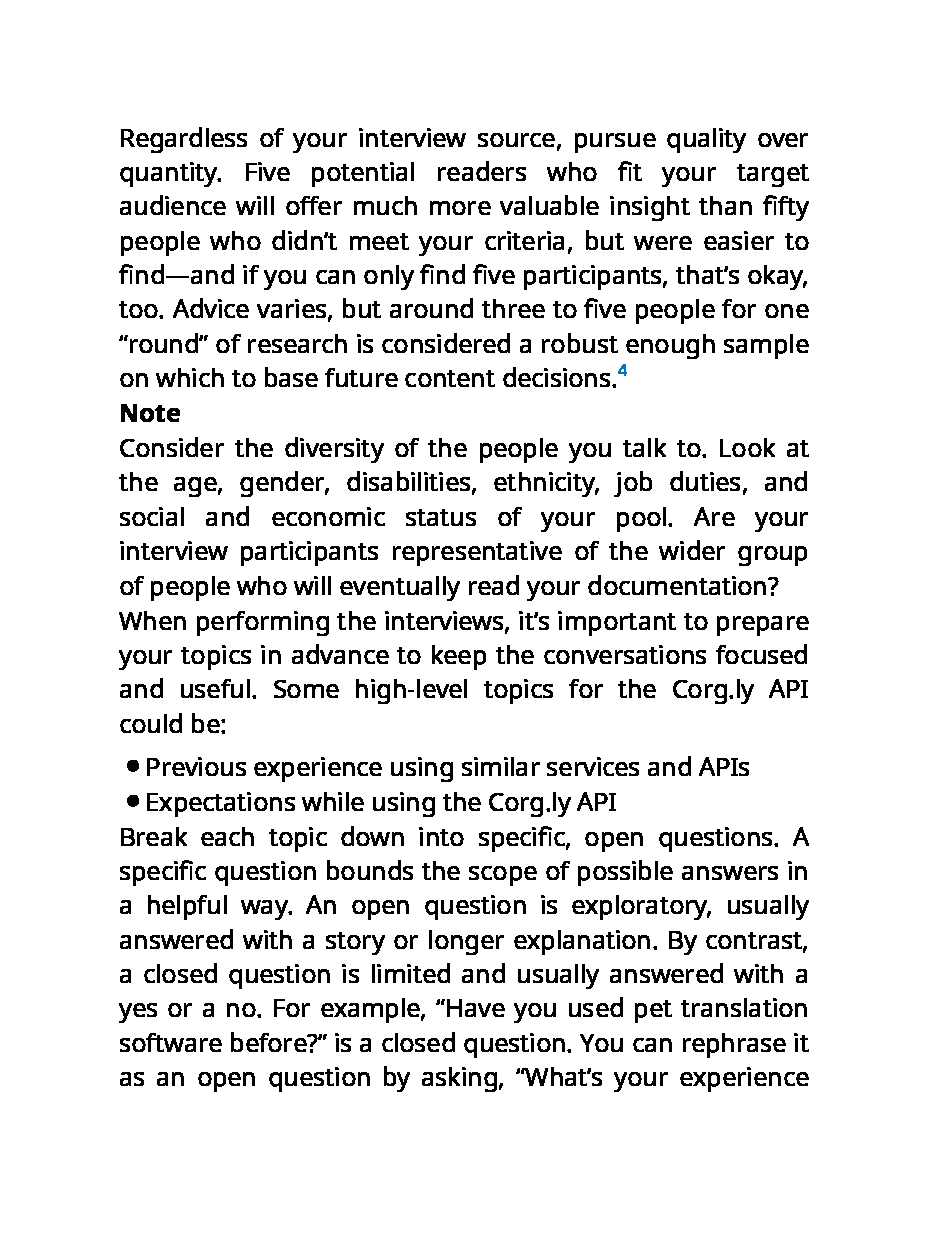 Regardless of your interview source, pursue quality over
quantity. Five potential readers who fit your target
audience will offer much more valuable insight than fifty
people who didn’t meet your criteria, but were easier to
find—and if you can only find five participants, that’s okay,
too. Advice varies, but around three to five people for one
“round” of research is considered a robust enough sample
on which to base future content decisions.4
Note
Consider the diversity of the people you talk to. Look at
the age, gender, disabilities, ethnicity, job duties, and
social and economic status of your pool. Are your
interview participants representative of the wider group
of people who will eventually read your documentation?
When performing the interviews, it’s important to prepare
your topics in advance to keep the conversations focused
and useful. Some high-level topics for the Corg.ly API
could be:
● Previous experience using similar services and APIs
● Expectations while using the Corg.ly API
Break each topic down into specific, open questions. A
specific question bounds the scope of possible answers in
a helpful way. An open question is exploratory, usually
answered with a story or longer explanation. By contrast,
a closed question is limited and usually answered with a
yes or a no. For example, “Have you used pet translation
software before?” is a closed question. You can rephrase it
as an open question by asking, “What’s your experience